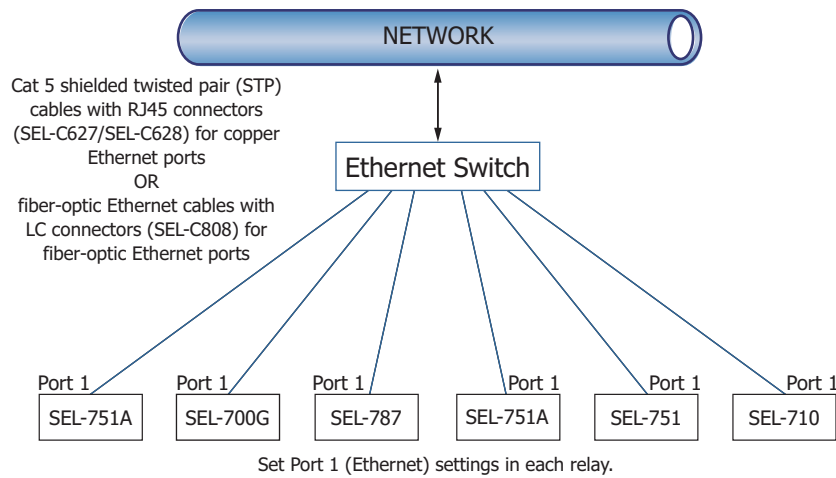 NETWORK
Cat 5 shielded twisted pair (STP)
cables with RJ45 connectors
(SEL-C627/SEL-C628) for copper
Ethernet ports
OR
fiber-optic Ethernet cables with
LC connectors (SEL-C808) for
fiber-optic Ethernet ports
Ethernet Switch
Port 1 Port 1 Port 1 Port 1 Port 1 Port 1
SEL-751A SEL-700G SEL-787 SEL-751A SEL-751 SEL-710
Set Port 1 (Ethernet) settings in each relay.